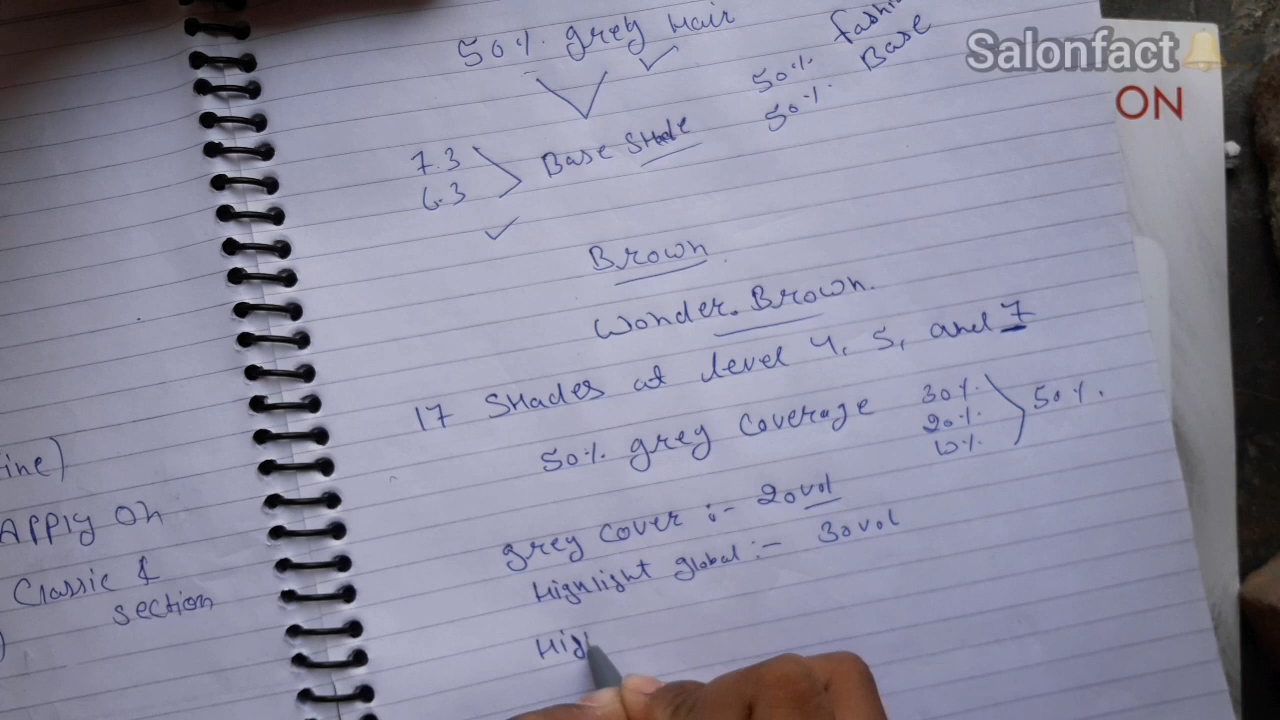 Salonfact
ON
50% grey Hair
50% fashi
50% Base
7.3
6.3
Base Shade
Brown
Wonder. Brown.
17 Shades at level 4, 5, and 7
50% grey Coverage
30%
20%
10%
50%.
grey cover :- 20vol
Highlight global :- 30vol
Hig
ine)
Apply on
Classic &
section